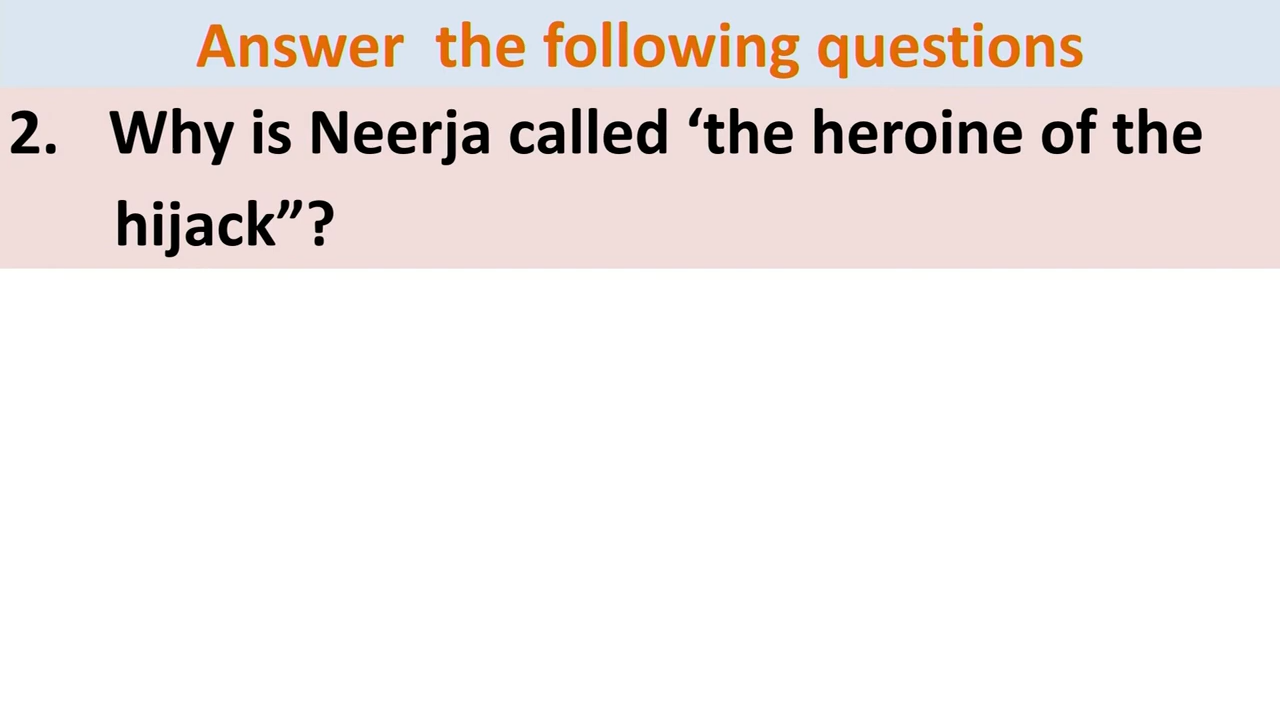 Answer the following questions
2. Why is Neerja called ‘the heroine of the
hijack”?